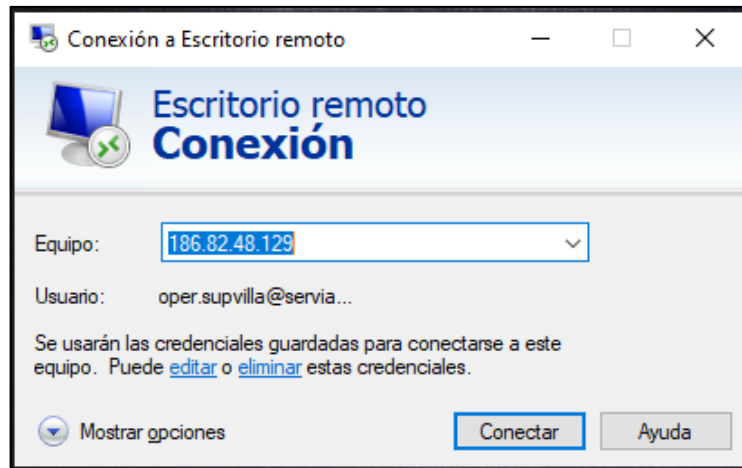 Conexión a Escritorio remoto
Escritorio remoto
Conexión
Equipo: 186.82.48.129
Usuario: oper.supvilla@servia...
Se usarán las credenciales guardadas para conectarse a este
equipo. Puede editar o eliminar estas credenciales.
Mostrar opciones Conectar Ayuda